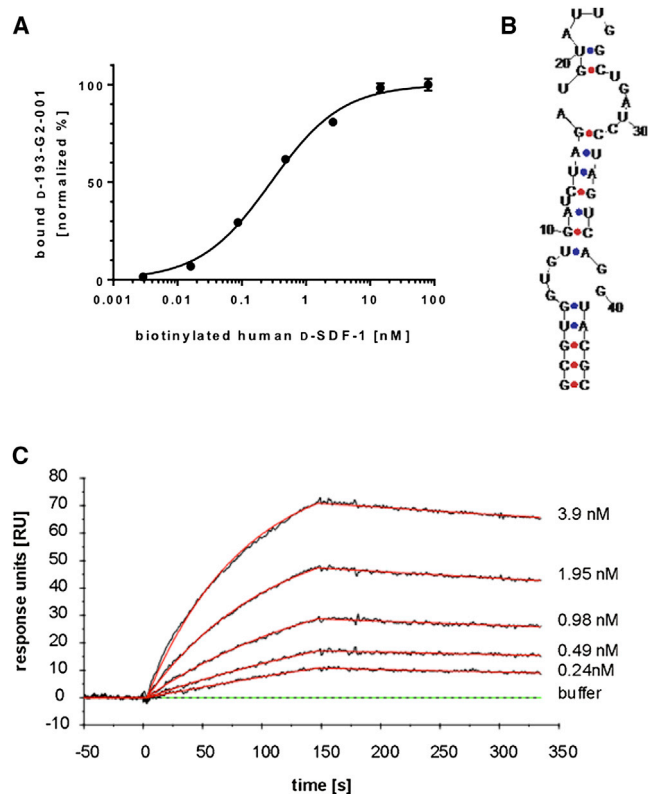 A
100
50
0
0.001 0.01 0.1 1 10 100
bound D-193-G2-001
[normalized %]
biotinylated human D-SDF-1 [nM]
B
U U
A G
U G
20
G C U
U G
A
A U
G C C 30
A U
U A
C G
U U
A C
10 G A
U G
G G
U 40
G U
G A
U C
G G
C C
G C
C
80
70
60
50
40
30
20
10
0
-10
response units [RU]
3.9 nM
1.95 nM
0.98 nM
0.49 nM
0.24nM
buffer
-50 0 50 100 150 200 250 300 350
time [s]